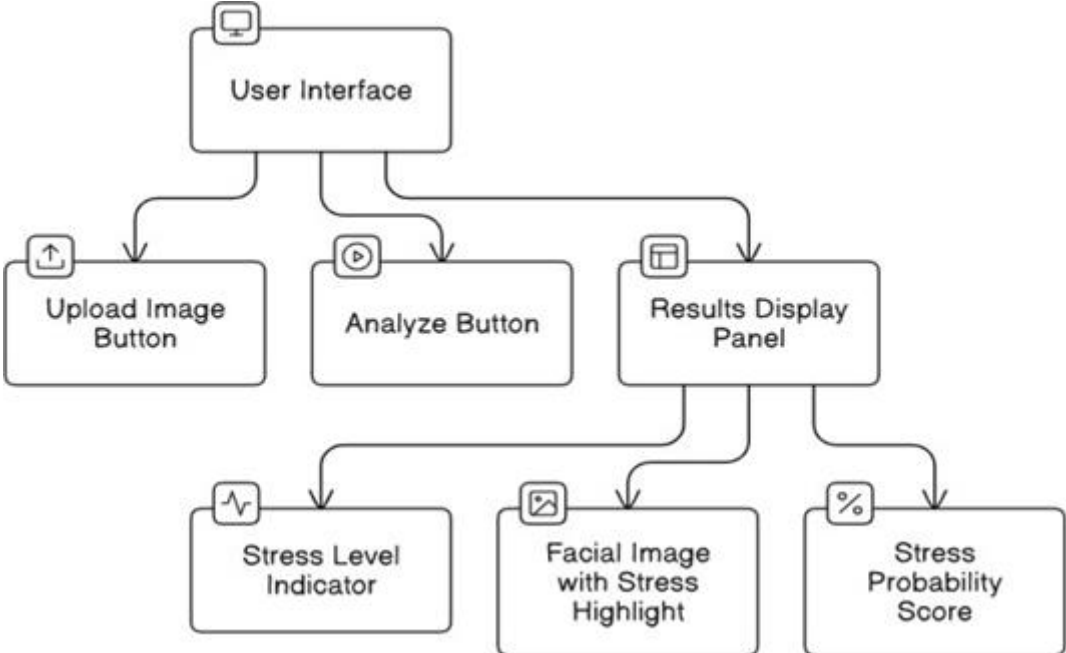 User Interface
Upload Image
Button
Analyze Button
Results Display
Panel
Stress Level
Indicator
Facial Image
with Stress
Highlight
Stress
Probability
Score